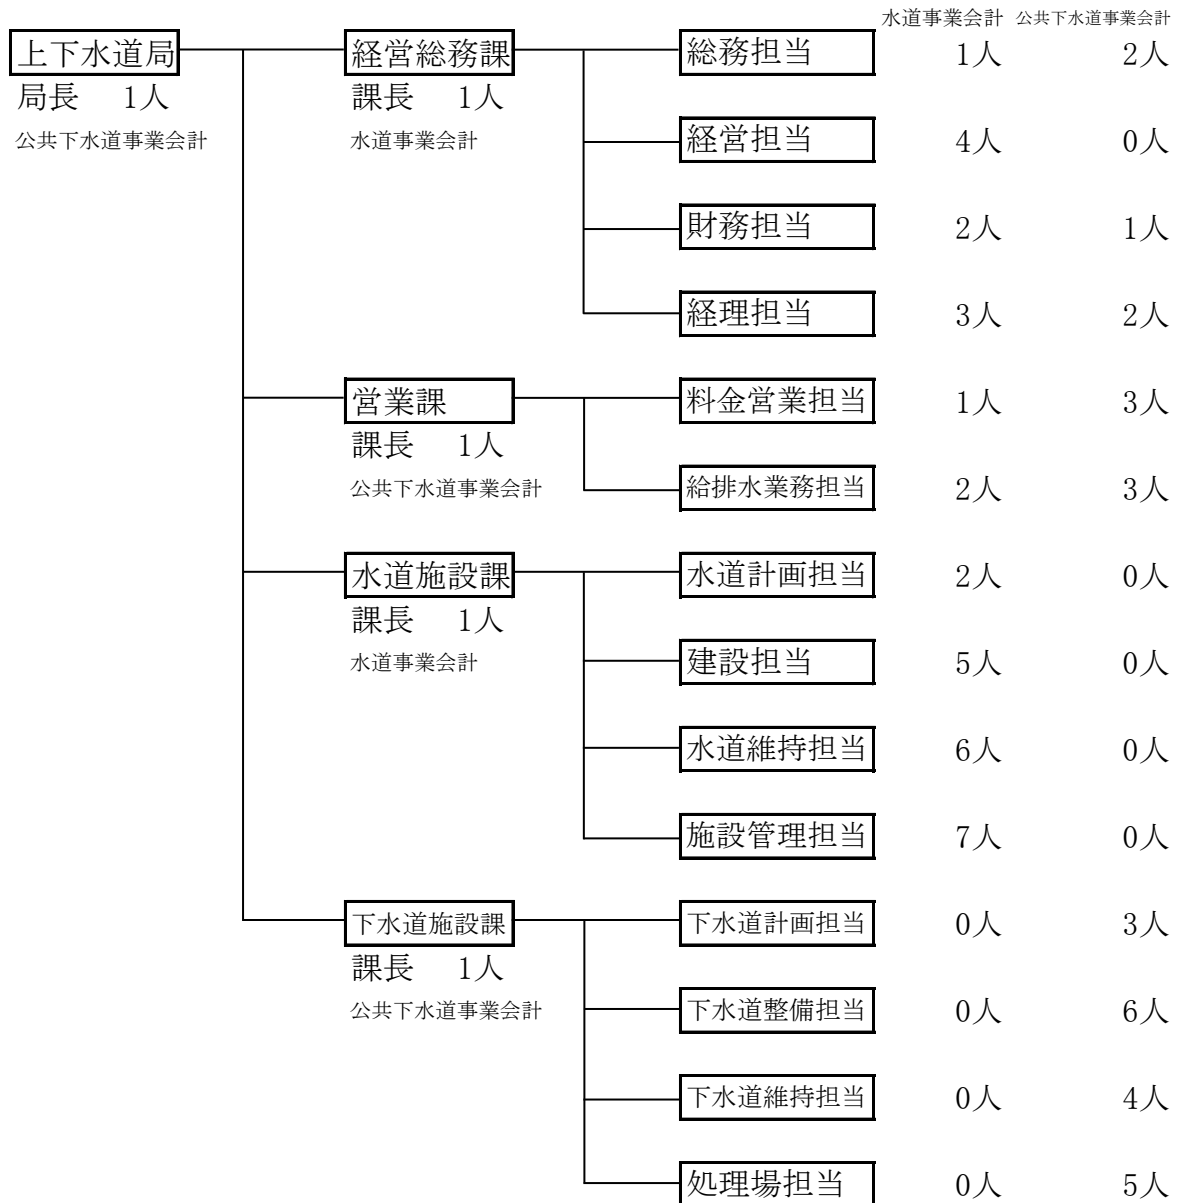 水道事業会計 公共下水道事業会計
上下水道局 経営総務課 総務担当 1人 2人
局長 1人 課長 1人
公共下水道事業会計 水道事業会計 経営担当 4人 0人
財務担当 2人 1人
経理担当 3人 2人
営業課 料金営業担当 1人 3人
課長 1人
公共下水道事業会計 給排水業務担当 2人 3人
水道施設課 水道計画担当 2人 0人
課長 1人
水道事業会計 建設担当 5人 0人
水道維持担当 6人 0人
施設管理担当 7人 0人
下水道施設課 下水道計画担当 0人 3人
課長 1人
公共下水道事業会計 下水道整備担当 0人 6人
下水道維持担当 0人 4人
処理場担当 0人 5人